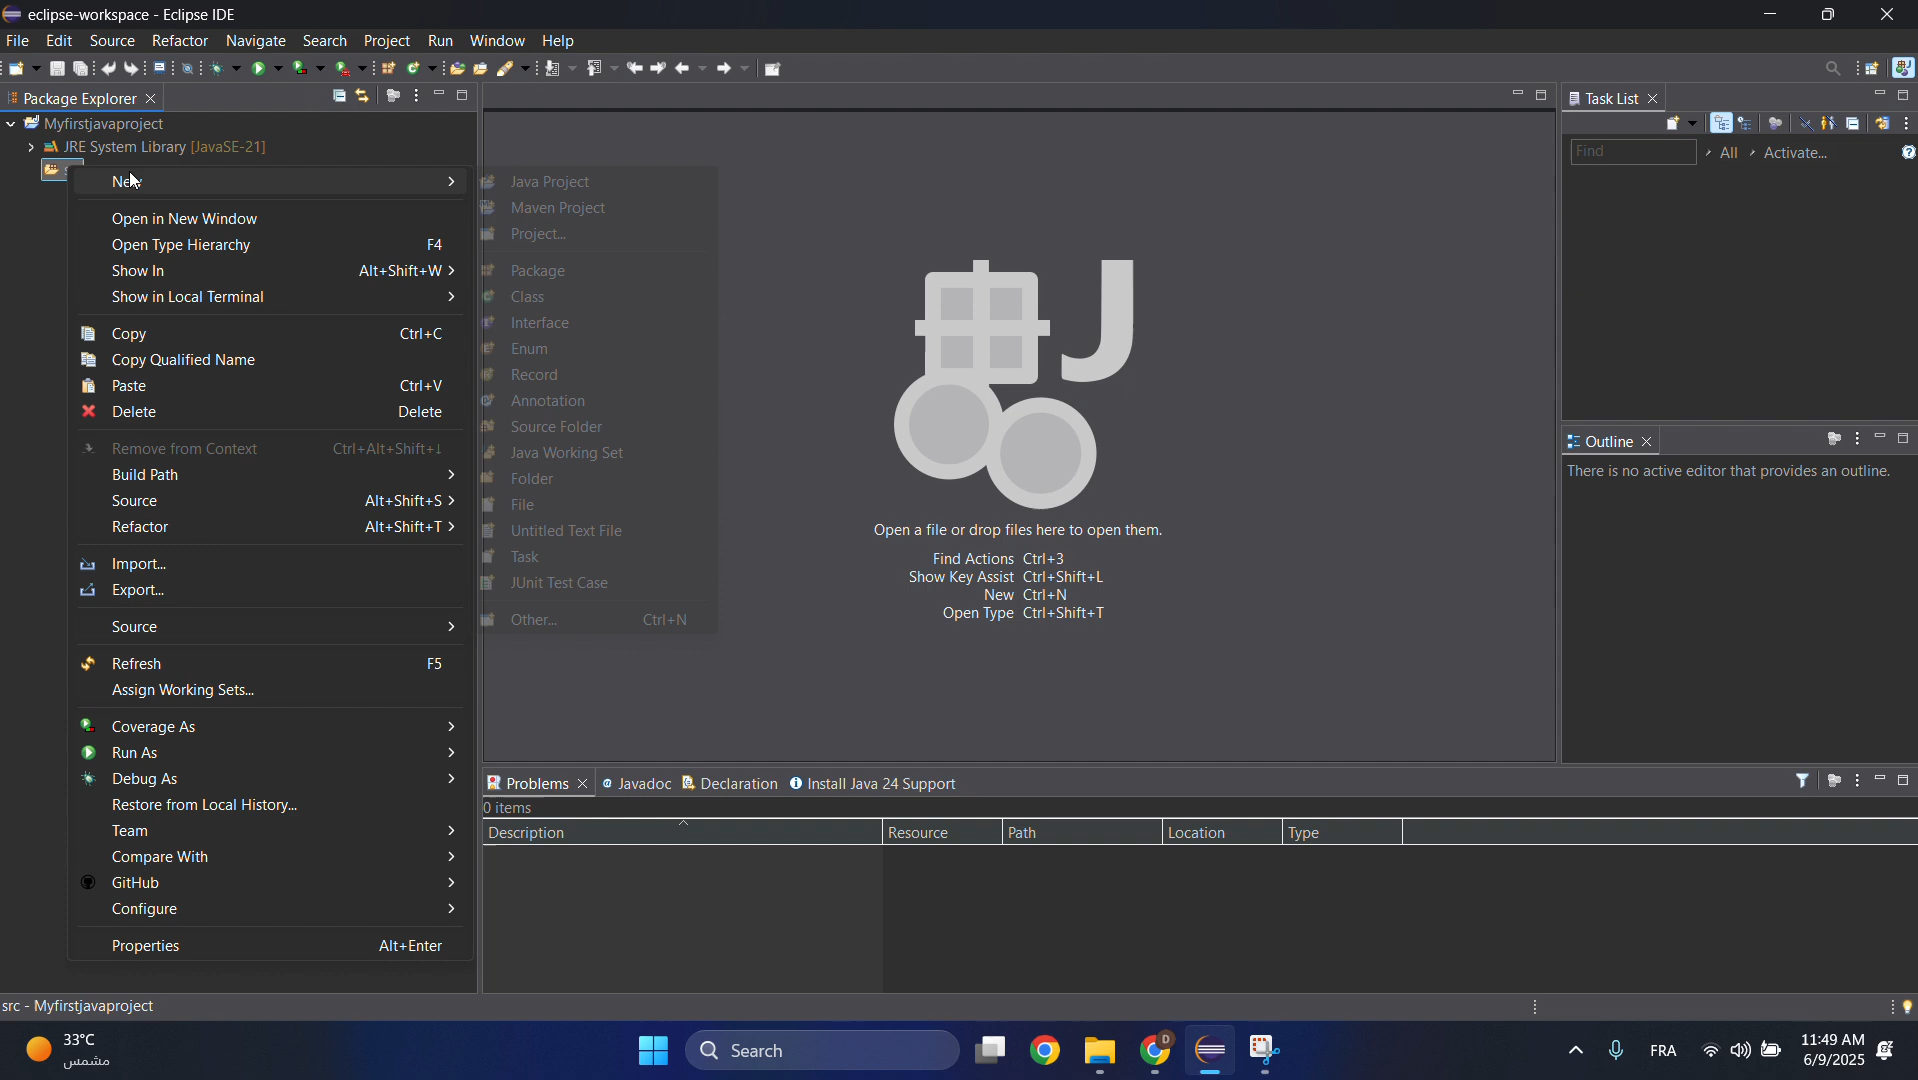 eclipse-workspace - Eclipse IDE
File Edit Source Refactor Navigate Search Project Run Window Help
Package Explorer
Myfirstjavaproject
JRE System Library [JavaSE-21]
New
Open in New Window
Open Type Hierarchy F4
Show In Alt+Shift+W
Show in Local Terminal
Copy Ctrl+C
Copy Qualified Name
Paste Ctrl+V
Delete Delete
Remove from Context Ctrl+Alt+Shift+↓
Build Path
Source Alt+Shift+S
Refactor Alt+Shift+T
Import...
Export...
Source
Refresh F5
Assign Working Sets...
Coverage As
Run As
Debug As
Restore from Local History...
Team
Compare With
GitHub
Configure
Properties Alt+Enter
Java Project
Maven Project
Project...
Package
Class
Interface
Enum
Record
Annotation
Source Folder
Java Working Set
Folder
File
Untitled Text File
Task
JUnit Test Case
Other... Ctrl+N
Open a file or drop files here to open them.
Find Actions Ctrl+3
Show Key Assist Ctrl+Shift+L
New Ctrl+N
Open Type Ctrl+Shift+T
Task List
Find All Activate...
Outline
There is no active editor that provides an outline.
Problems Javadoc Declaration Install Java 24 Support
0 items
Description Resource Path Location Type
src - Myfirstjavaproject
33°C
مشمس
Search
D
FRA
11:49 AM
6/9/2025